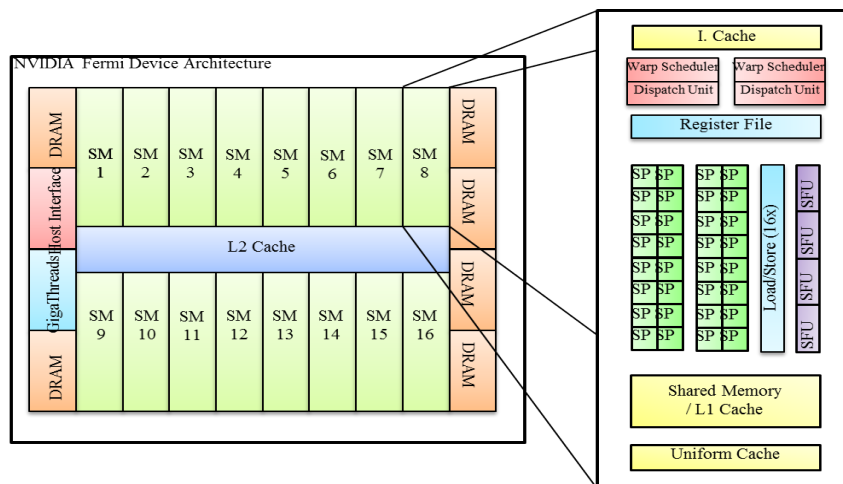 NVIDIA Fermi Device Architecture
DRAM
Host Interface
GigaThreads
DRAM
SM
1
SM
2
SM
3
SM
4
SM
5
SM
6
SM
7
SM
8
L2 Cache
SM
9
SM
10
SM
11
SM
12
SM
13
SM
14
SM
15
SM
16
DRAM
DRAM
DRAM
DRAM
I. Cache
Warp Scheduler
Dispatch Unit
Warp Scheduler
Dispatch Unit
Register File
SP SP SP SP
SP SP SP SP
SP SP SP SP
SP SP SP SP
SP SP SP SP
SP SP SP SP
SP SP SP SP
SP SP SP SP
Load/Store (16x)
SFU
SFU
SFU
SFU
Shared Memory
/ L1 Cache
Uniform Cache